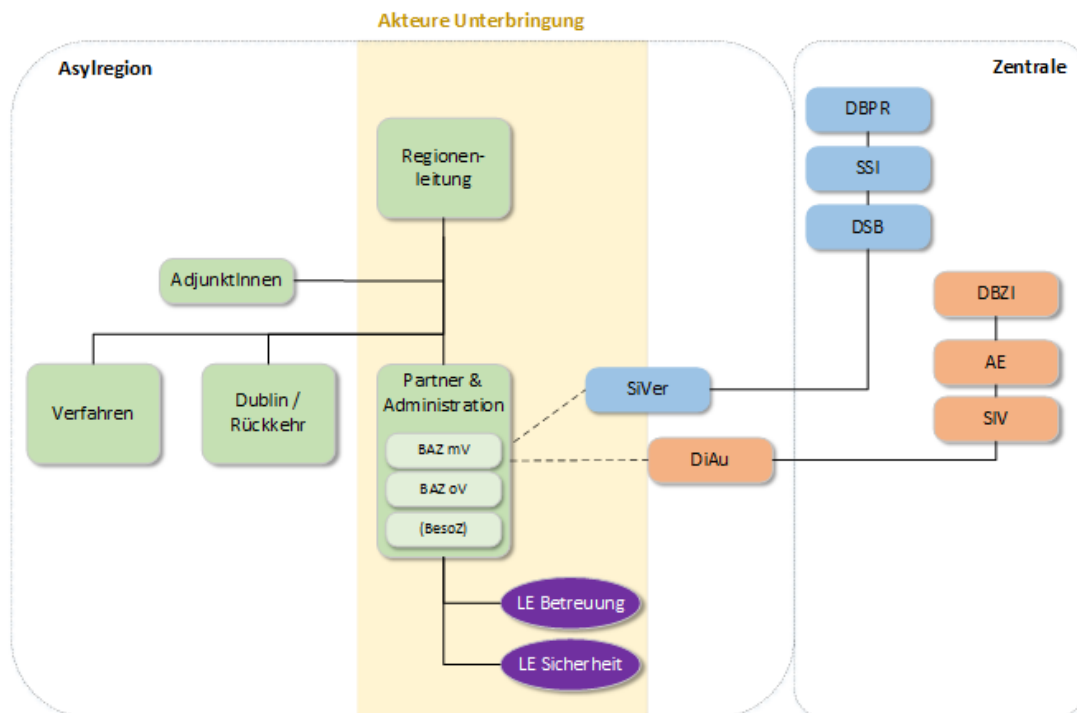 Akteure Unterbringung
Asylregion
Zentrale
DBPR
Regionen-
leitung
SSI
DSB
AdjunktInnen
DBZI
Verfahren
Dublin /
Rückkehr
Partner &
Administration
BAZ mV
BAZ oV
(BesoZ)
SiVer
AE
SIV
DiAu
LE Betreuung
LE Sicherheit